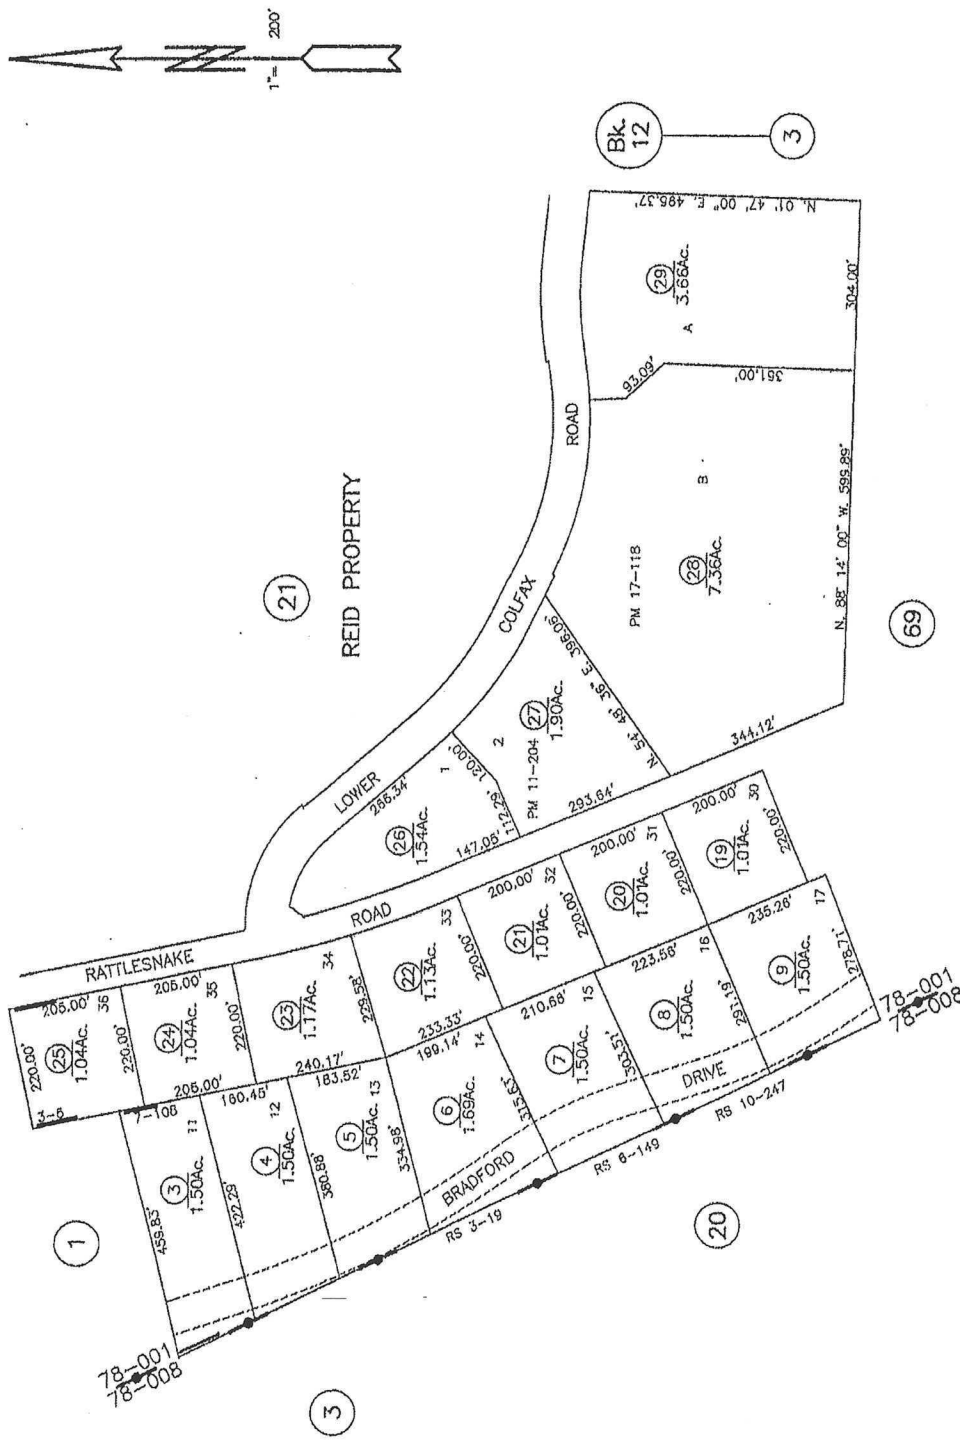 1"= 200'
Bk.
12
3
N. 01° 47' 00" E. 495.37'
29
3.66Ac.
A
304.00'
93.09'
361.00'
ROAD
COLFAX
LOWER
21
REID PROPERTY
B
PM 17-118
28
7.36Ac.
N. 88° 14' 00" W. 599.89'
69
344.12'
N. 54° 48' 36" E. 396.06'
27
1.90Ac.
2
PM 11-204
293.64'
120.00'
112.29'
1
266.34'
26
1.54Ac.
147.05'
RATTLESNAKE
ROAD
220.00'
25
1.04Ac.
205.00'
36
3-6
220.00'
24
1.04Ac.
205.00'
35
205.00'
7-106
220.00'
23
1.17Ac.
34
240.17'
229.58'
22
1.13Ac.
33
233.33'
220.00'
21
1.01Ac.
200.00'
32
210.68'
220.00'
20
1.01Ac.
200.00'
31
223.56'
220.00'
19
1.01Ac.
200.00'
30
220.00'
235.26'
17
9
1.50Ac.
278.71'
16
8
1.50Ac.
291.19
15
7
1.50Ac.
303.51'
14
6
1.69Ac.
199.14'
315.63'
13
5
1.50Ac.
183.52'
334.98'
12
4
1.50Ac.
160.45'
380.88'
11
3
1.50Ac.
422.29'
459.83'
BRADFORD
DRIVE
RS 3-19
RS 6-149
RS 10-247
78-001
78-008
78-001
78-008
1
3
20